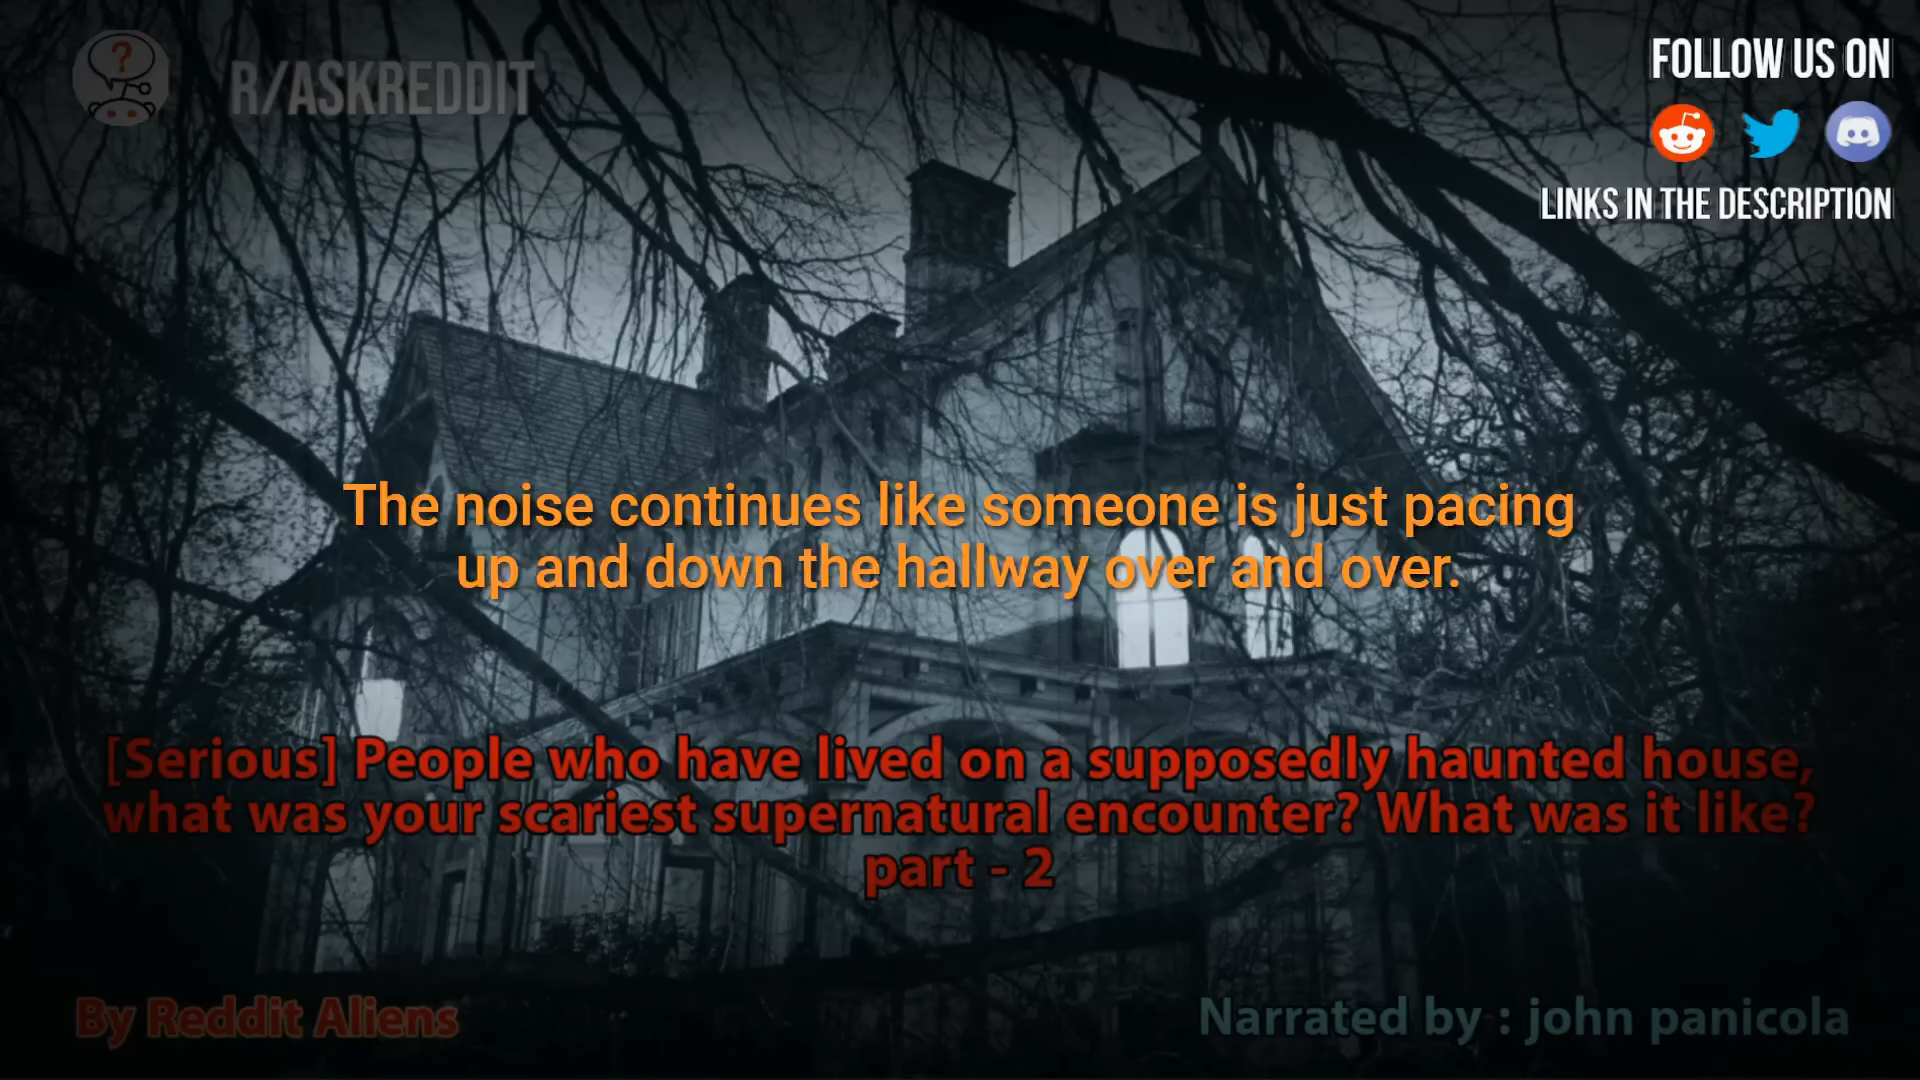 ?
R/ASKREDDIT
FOLLOW US ON
LINKS IN THE DESCRIPTION
The noise continues like someone is just pacing
up and down the hallway over and over.
[Serious] People who have lived on a supposedly haunted house,
what was your scariest supernatural encounter? What was it like?
part - 2
By Reddit Aliens
Narrated by : john panicola